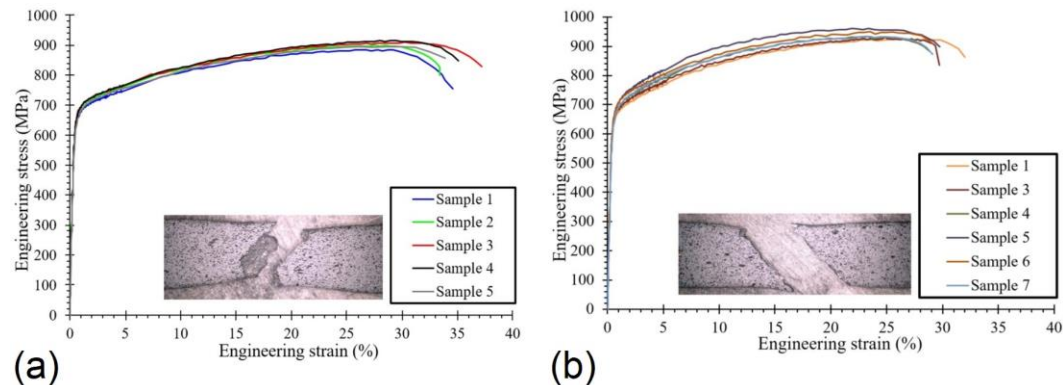 1000
900
800
700
600
500
400
300
200
100
0
Engineering stress (MPa)
0 5 10 15 20 25 30 35 40
Engineering strain (%)
Sample 1
Sample 2
Sample 3
Sample 4
Sample 5
(a)
1000
900
800
700
600
500
400
300
200
100
0
Engineering stress (MPa)
0 5 10 15 20 25 30 35 40
Engineering strain (%)
Sample 1
Sample 3
Sample 4
Sample 5
Sample 6
Sample 7
(b)